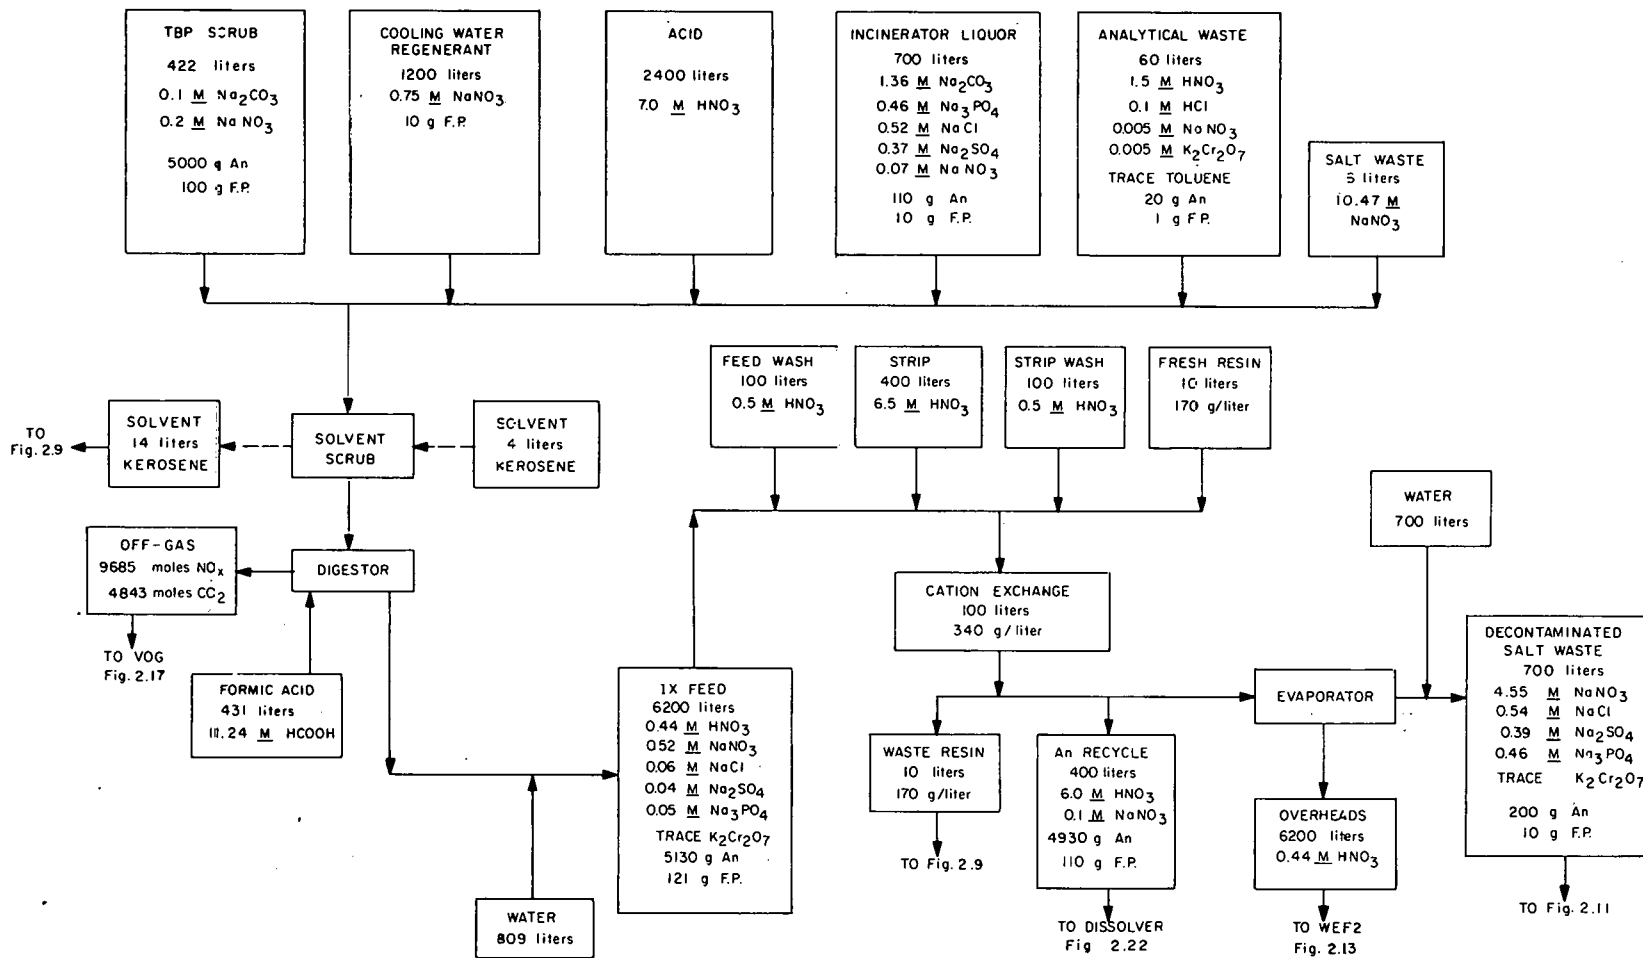 TBP SCRUB
422 liters
0.1 M Na2CO3
0.2 M NaNO3
5000 g An
100 g F.P.
COOLING WATER
REGENERANT
1200 liters
0.75 M NaNO3
10 g F.P.
ACID
2400 liters
7.0 M HNO3
INCINERATOR LIQUOR
700 liters
1.36 M Na2CO3
0.46 M Na3PO4
0.52 M NaCl
0.37 M Na2SO4
0.07 M NaNO3
110 g An
10 g F.P.
ANALYTICAL WASTE
60 liters
1.5 M HNO3
0.1 M HCl
0.005 M NaNO3
0.005 M K2Cr2O7
TRACE TOLUENE
20 g An
1 g F.P.
SALT WASTE
5 liters
10.47 M
NaNO3
FEED WASH
100 liters
0.5 M HNO3
STRIP
400 liters
6.5 M HNO3
STRIP WASH
100 liters
0.5 M HNO3
FRESH RESIN
10 liters
170 g/liter
TO
Fig. 2.9
SOLVENT
14 liters
KEROSENE
SOLVENT
SCRUB
SOLVENT
4 liters
KEROSENE
WATER
700 liters
OFF-GAS
9685 moles NOx
4843 moles CO2
DIGESTOR
TO VOG
Fig. 2.17
FORMIC ACID
431 liters
11.24 M HCOOH
CATION EXCHANGE
100 liters
340 g/liter
1X FEED
6200 liters
0.44 M HNO3
0.52 M NaNO3
0.06 M NaCl
0.04 M Na2SO4
0.05 M Na3PO4
TRACE K2Cr2O7
5130 g An
121 g F.P.
WATER
809 liters
WASTE RESIN
10 liters
170 g/liter
TO Fig. 2.9
An RECYCLE
400 liters
6.0 M HNO3
0.1 M NaNO3
4930 g An
110 g F.P.
TO DISSOLVER
Fig 2.22
EVAPORATOR
OVERHEADS
6200 liters
0.44 M HNO3
TO WEF2
Fig. 2.13
DECONTAMINATED
SALT WASTE
700 liters
4.55 M NaNO3
0.54 M NaCl
0.39 M Na2SO4
0.46 M Na3PO4
TRACE K2Cr2O7
200 g An
10 g F.P.
TO Fig. 2.11